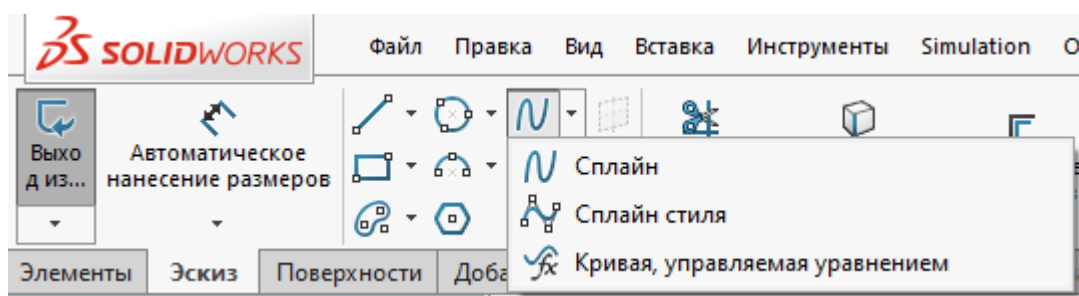 SOLIDWORKS
Файл Правка Вид Вставка Инструменты Simulation
Выхо
д из...
Автоматическое
нанесение размеров
Сплайн
Сплайн стиля
Кривая, управляемая уравнением
Элементы Эскиз Поверхности Доба